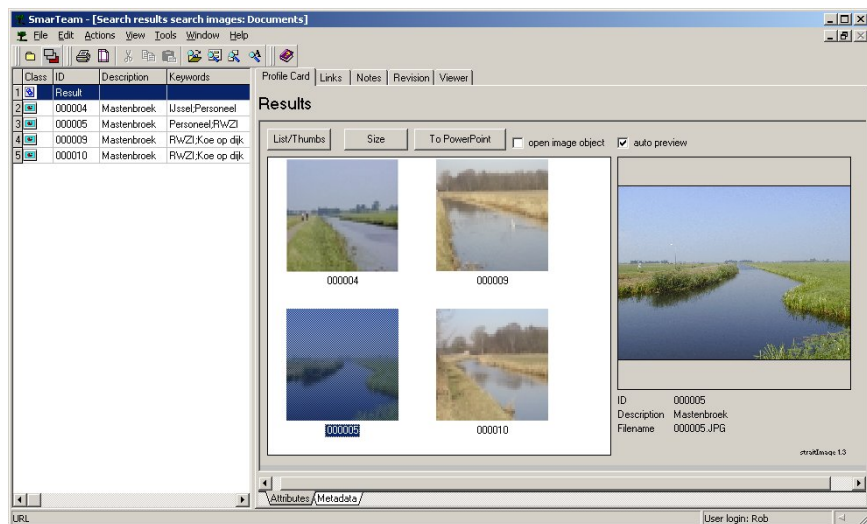 SmarTeam - [Search results search images: Documents]
File Edit Actions View Tools Window Help
Class ID Description Keywords
1 Result
2 000004 Mastenbroek IJssel;Personeel
3 000005 Mastenbroek Personeel;RWZI
4 000009 Mastenbroek RWZI;Koe op dijk
5 000010 Mastenbroek RWZI;Koe op dijk
Profile Card Links Notes Revision Viewer
Results
List/Thumbs Size To PowerPoint open image object auto preview
000004 000009
000005 000010
ID 000005
Description Mastenbroek
Filename 000005.JPG
straitImage 1.3
Attributes Metadata
URL User login: Rob